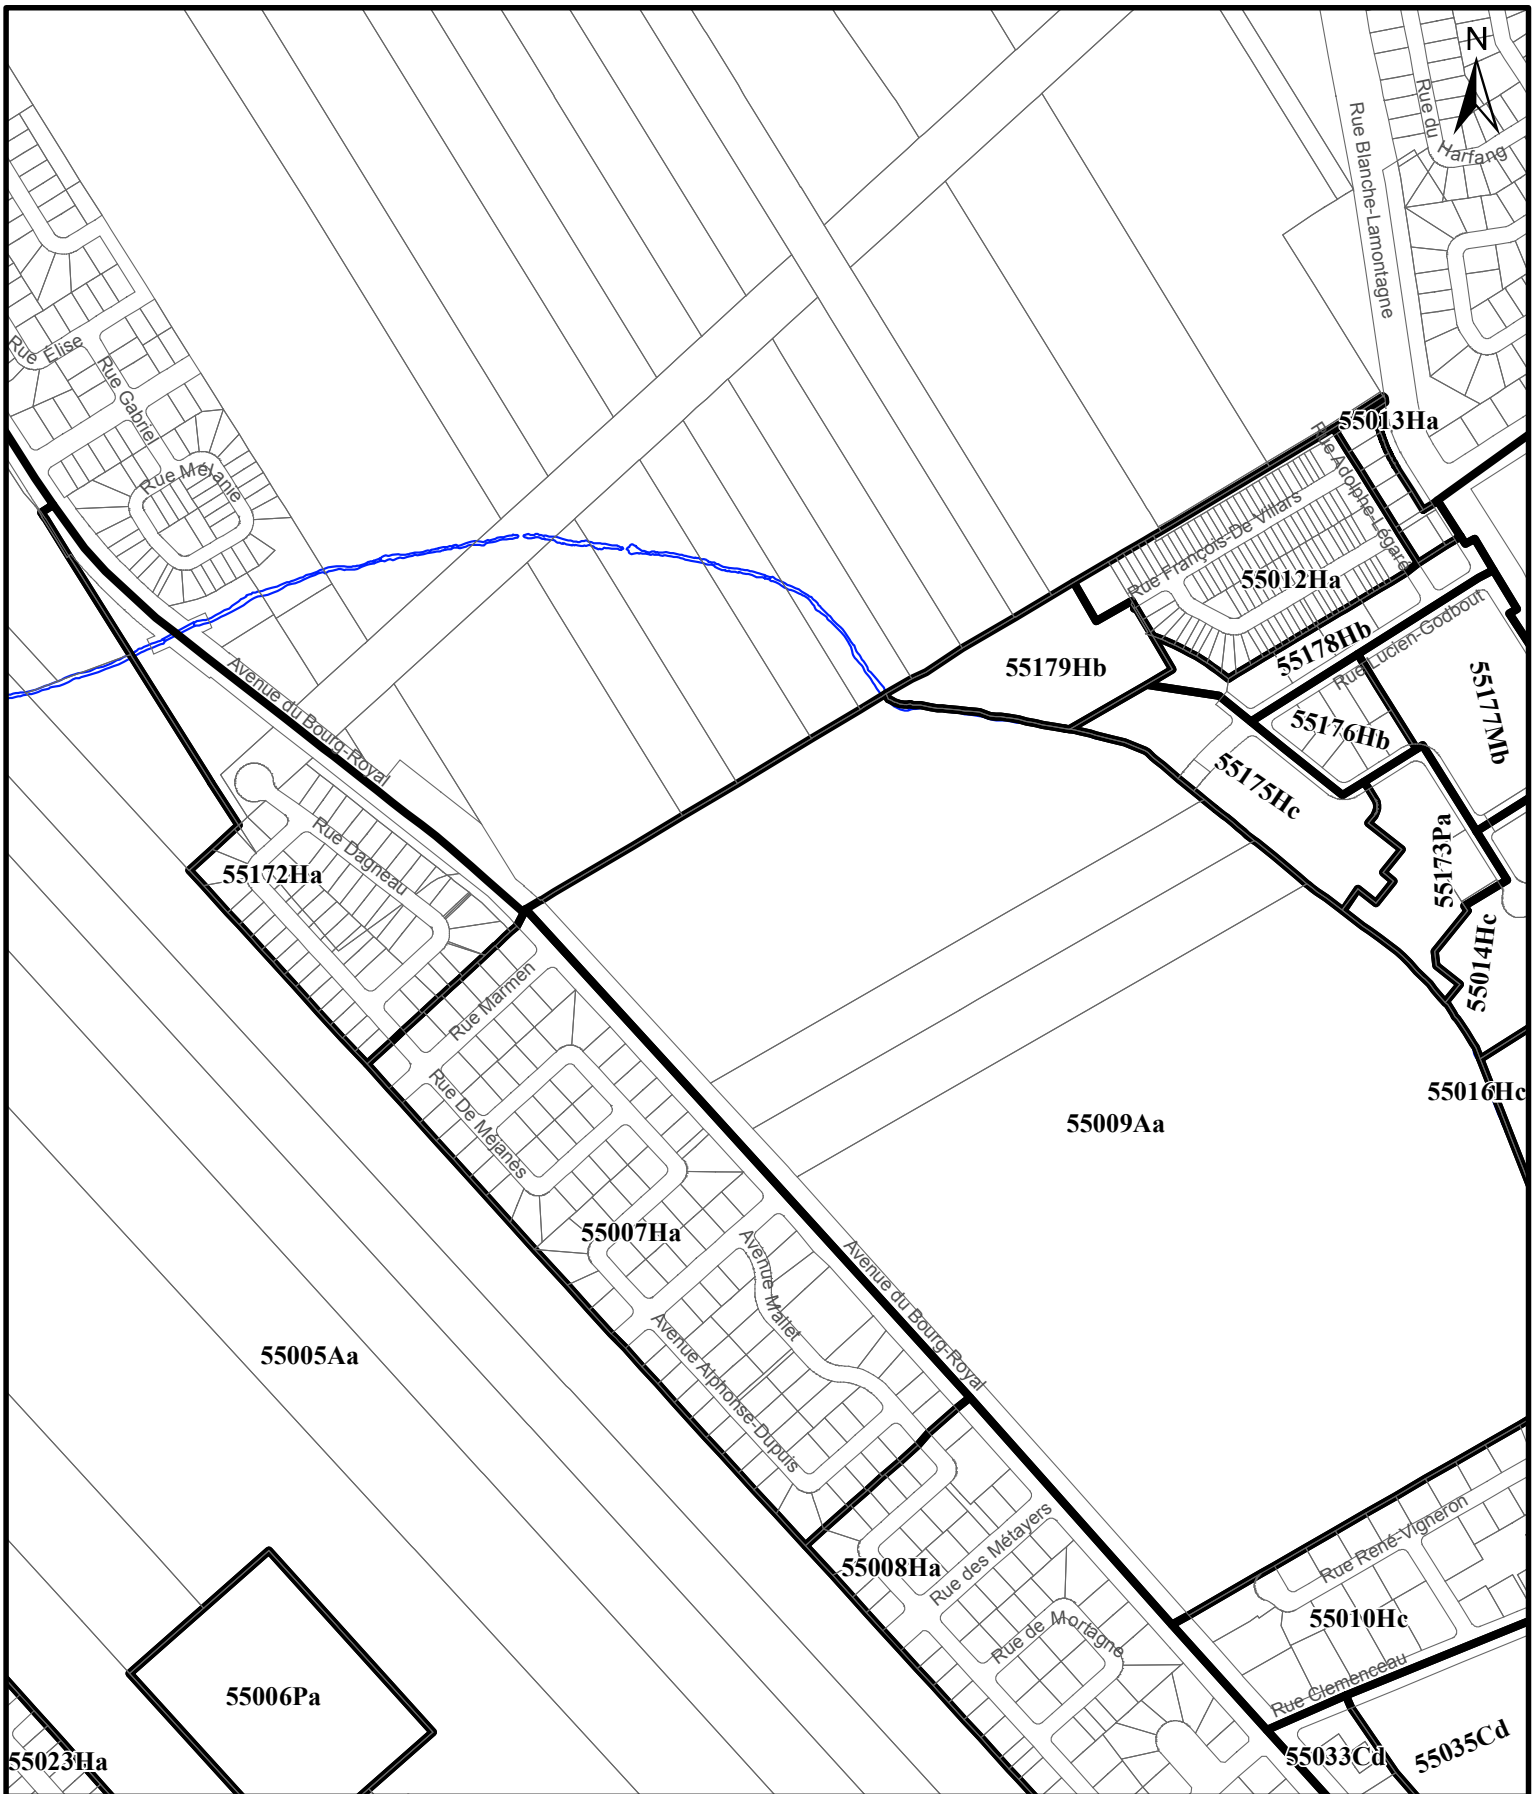 N
Rue du Harfang
Rue Blanche-Lamontagne
Rue Élise
Rue Gabriel
Rue Mélanie
55013Ha
Rue Adolphe-Légaré
Rue François-De Villars
55012Ha
Rue Lucien-Godbout
55178Hb
55179Hb
55177Mb
55176Hb
55175Hc
55173Pa
55014Hc
55016Hc
Avenue du Bourg-Royal
Rue Dagneau
55172Ha
Rue Marmen
Rue De Méjanès
55009Aa
55007Ha
Avenue Mallet
Avenue du Bourg-Royal
Avenue Alphonse-Dupuis
55005Aa
55008Ha
Rue des Métayers
Rue de Mortagne
Rue René-Vigneron
55010Hc
Rue Clemenceau
55006Pa
55023Ha
55033Cd
55035Cd